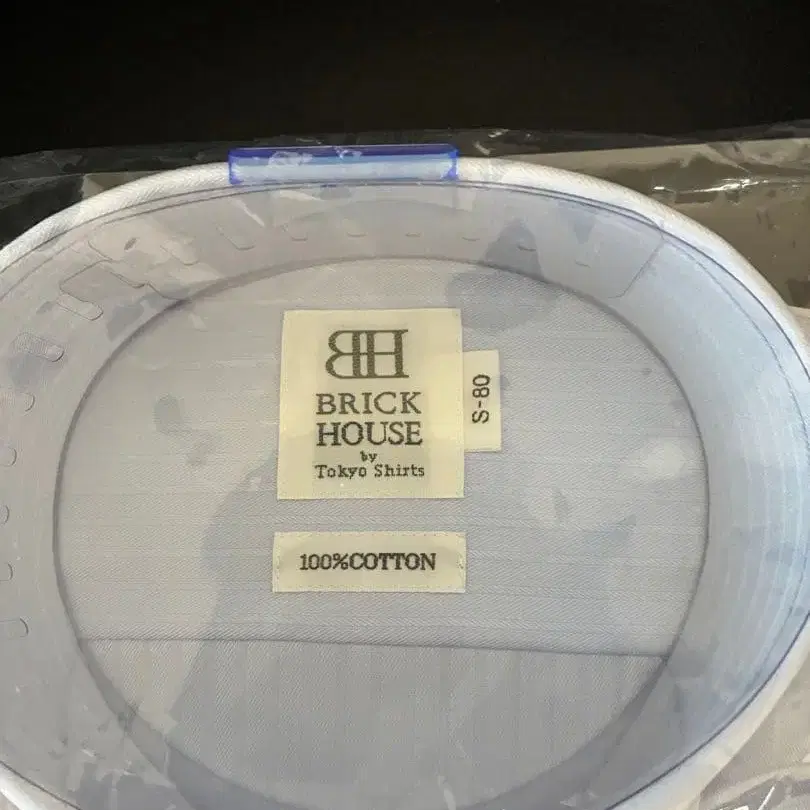 BH
BRICK
HOUSE
by
Tokyo Shirts
S-80
100%COTTON